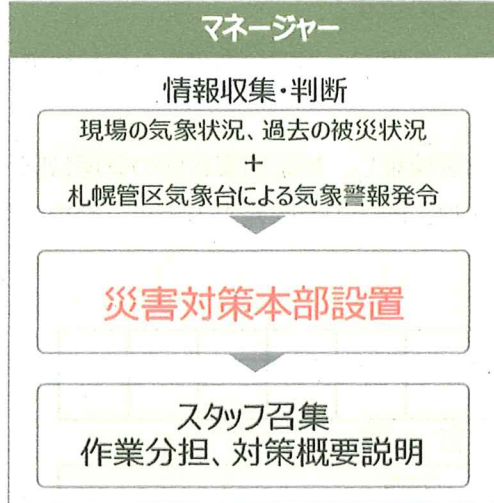 マネージャー
情報収集・判断
現場の気象状況、過去の被災状況
+
札幌管区気象台による気象警報発令
災害対策本部設置
スタッフ召集
作業分担、対策概要説明